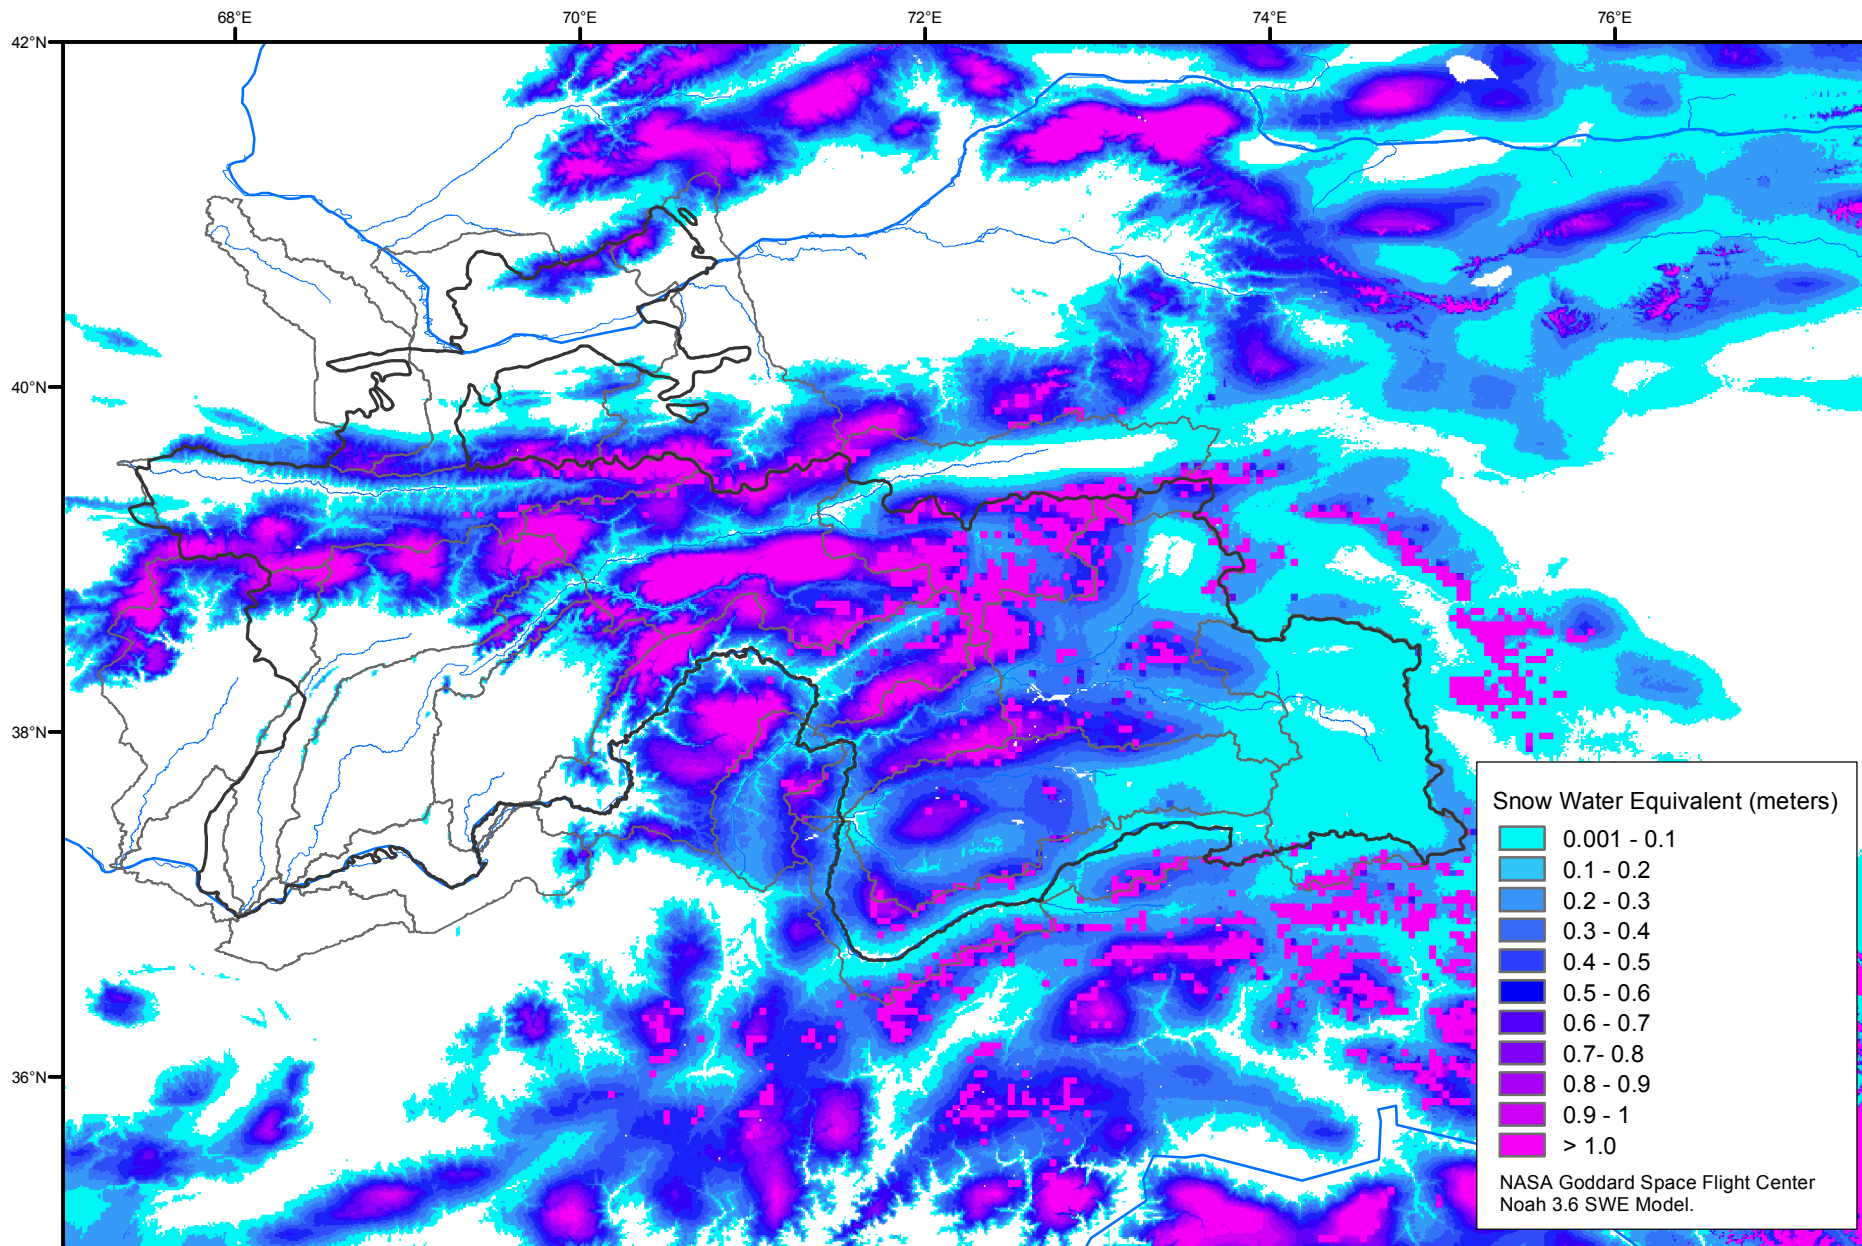 68°E
70°E
72°E
74°E
76°E
42°N
40°N
38°N
36°N
Snow Water Equivalent (meters)
0.001 - 0.1
0.1 - 0.2
0.2 - 0.3
0.3 - 0.4
0.4 - 0.5
0.5 - 0.6
0.6 - 0.7
0.7- 0.8
0.8 - 0.9
0.9 - 1
> 1.0
NASA Goddard Space Flight Center
Noah 3.6 SWE Model.